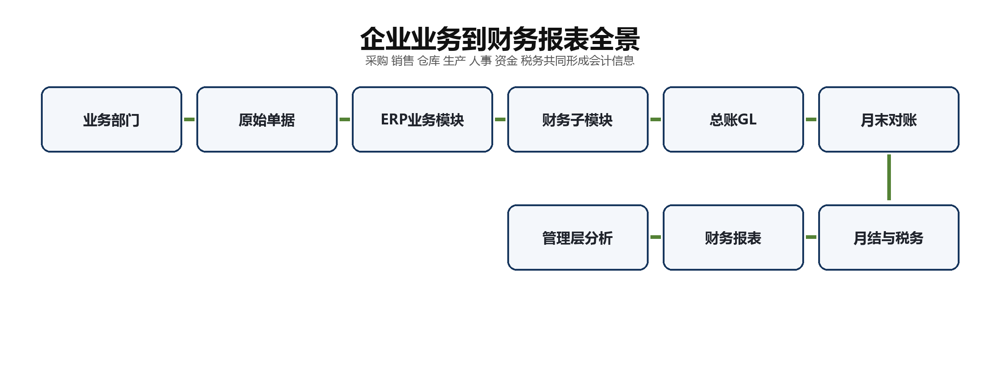 企业业务到财务报表全景
采购 销售 仓库 生产 人事 资金 税务共同形成会计信息
业务部门
原始单据
ERP业务模块
财务子模块
总账GL
月末对账
管理层分析
财务报表
月结与税务